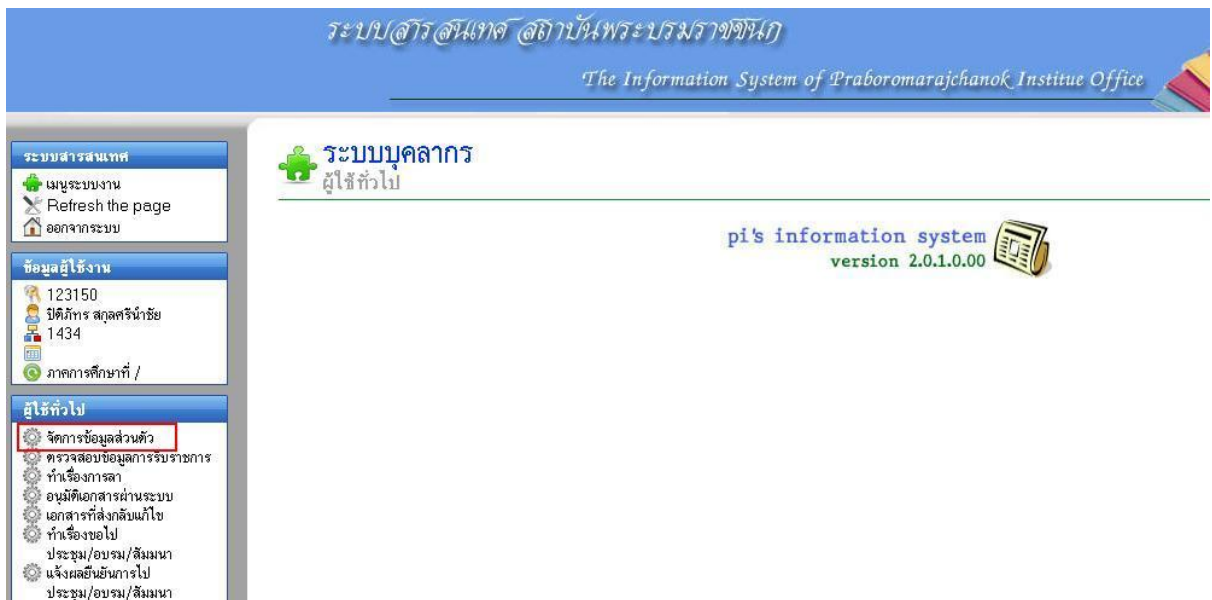 ระบบสารสนเทศ สถาบันพระบรมราชชนก
The Information System of Praboromarajchanok Institue Office
ระบบสารสนเทศ
เมนูระบบงาน
Refresh the page
ออกจากระบบ
ข้อมูลผู้ใช้งาน
123150
ปิติภัทร สกุลศรีนำชัย
1434
ภาคการศึกษาที่ /
ผู้ใช้ทั่วไป
จัดการข้อมูลส่วนตัว
ตรวจสอบข้อมูลการรับราชการ
ทำเรื่องการลา
อนุมัติเอกสารผ่านระบบ
เอกสารที่ส่งกลับแก้ไข
ทำเรื่องขอไป
ประชุม/อบรม/สัมมนา
แจ้งผลยืนยันการไป
ประชุม/อบรม/สัมมนา
ระบบบุคลากร
ผู้ใช้ทั่วไป
pi's information system
version 2.0.1.0.00